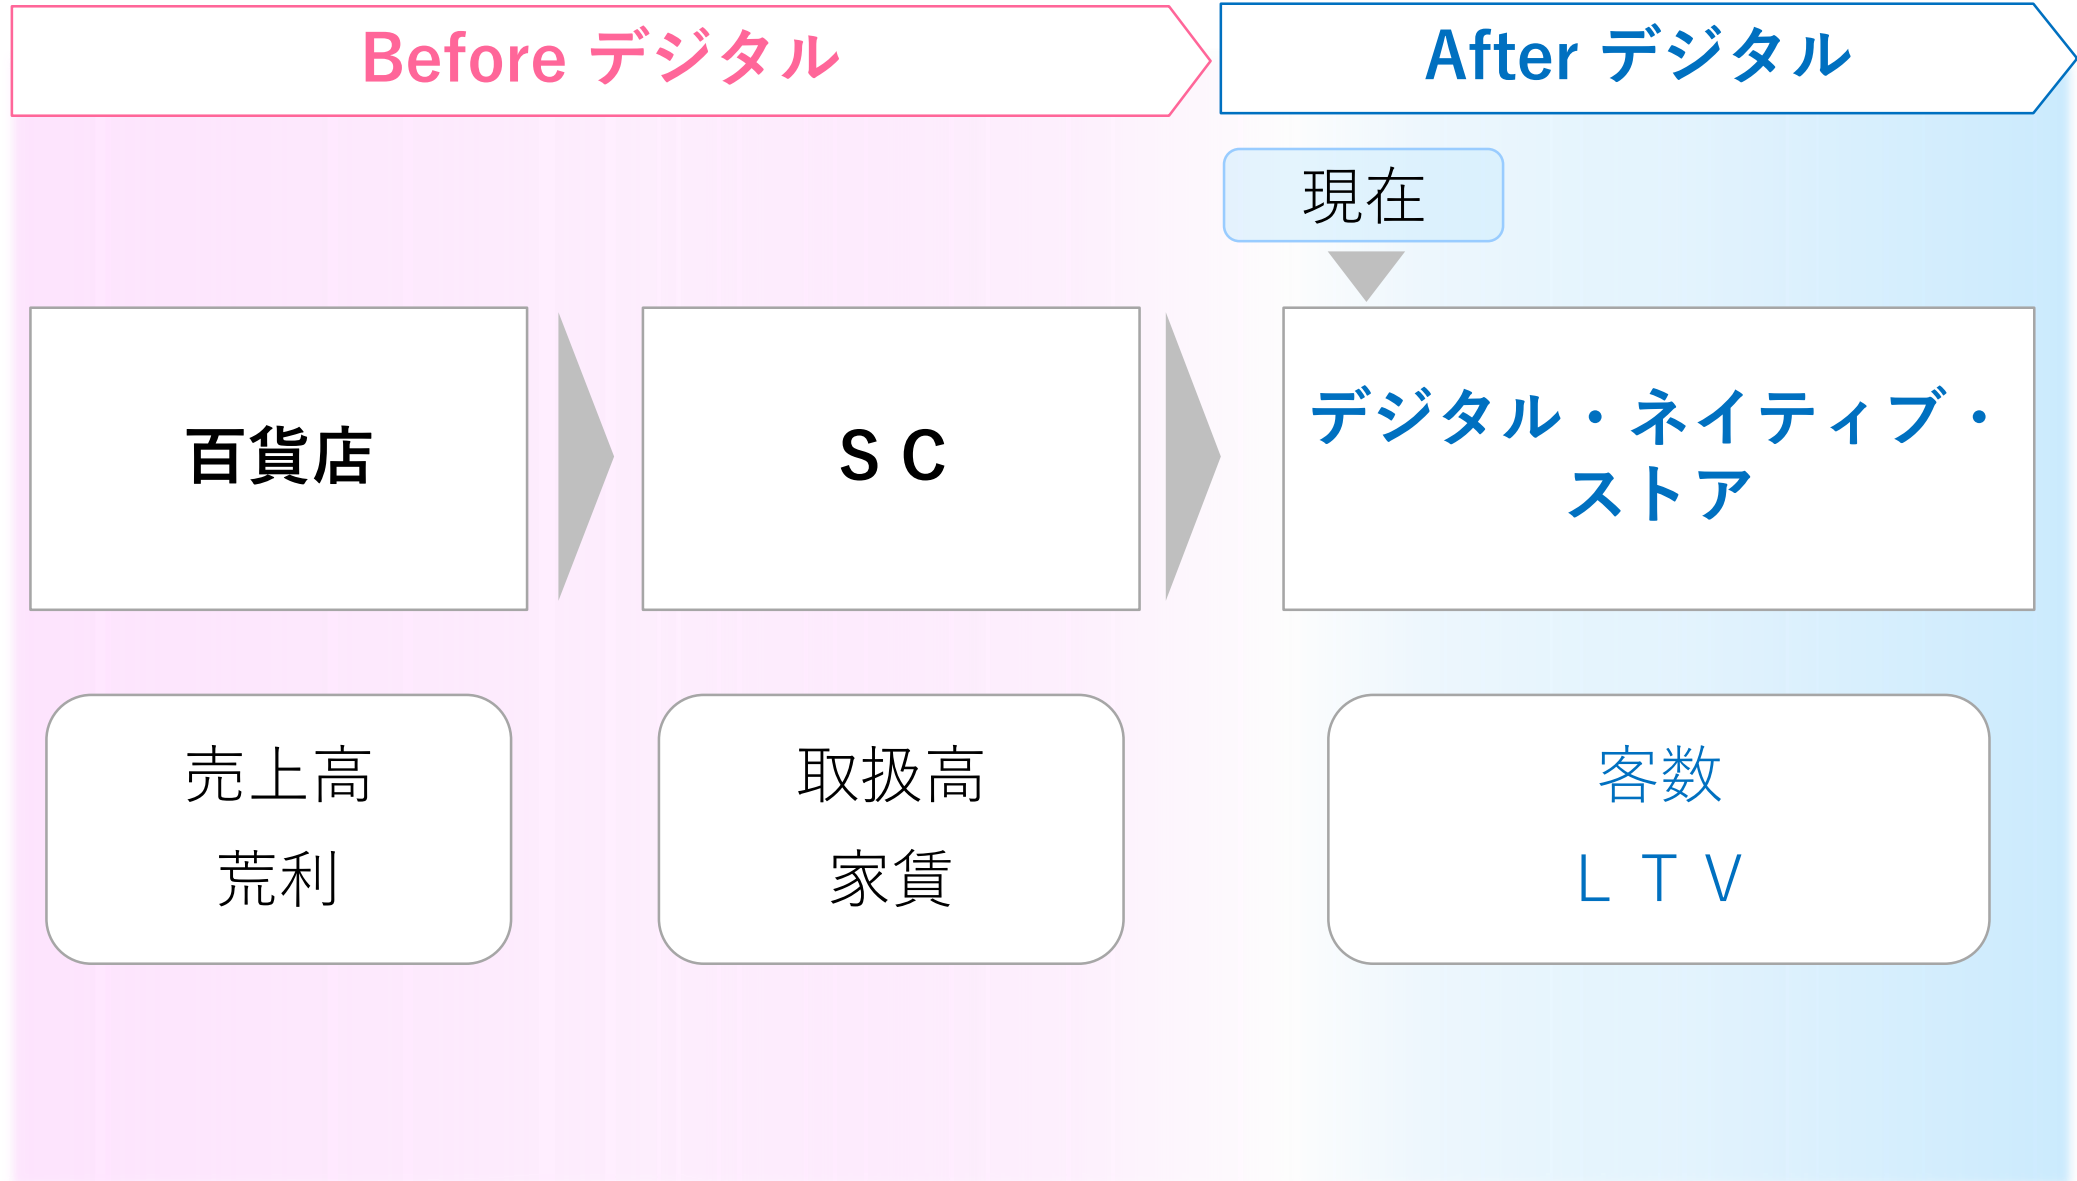 Before デジタル
After デジタル
現在
百貨店
ＳＣ
デジタル・ネイティブ・
ストア
売上高
荒利
取扱高
家賃
客数
ＬＴＶ